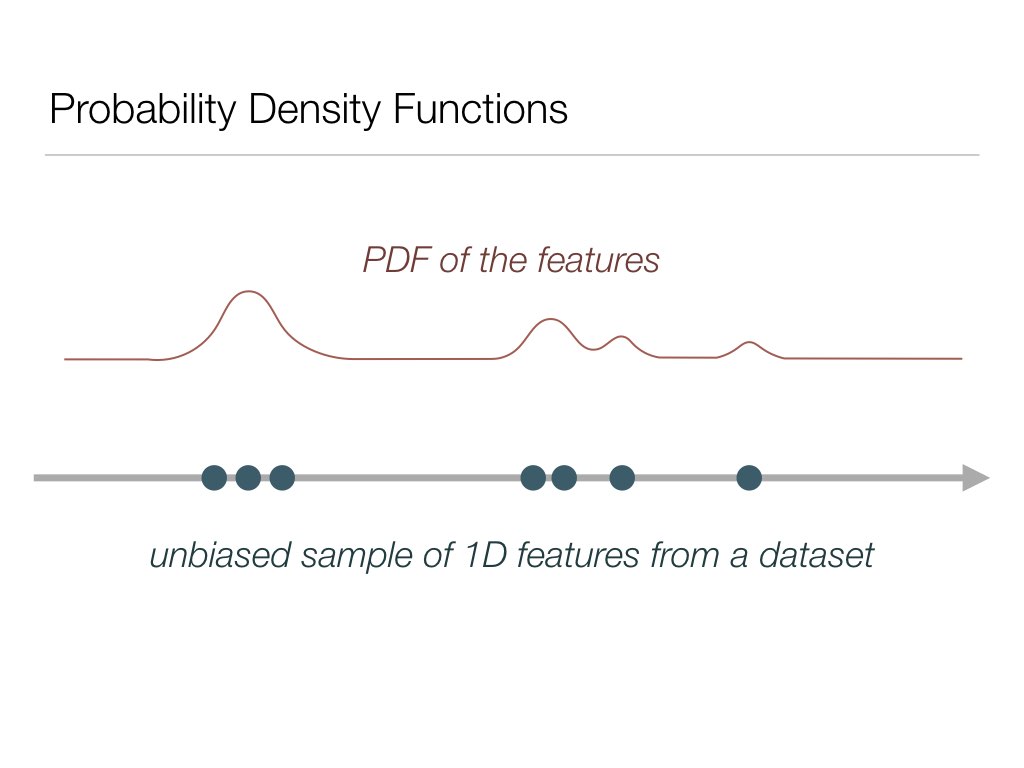 Probability Density Functions
PDF of the features
unbiased sample of 1D features from a dataset